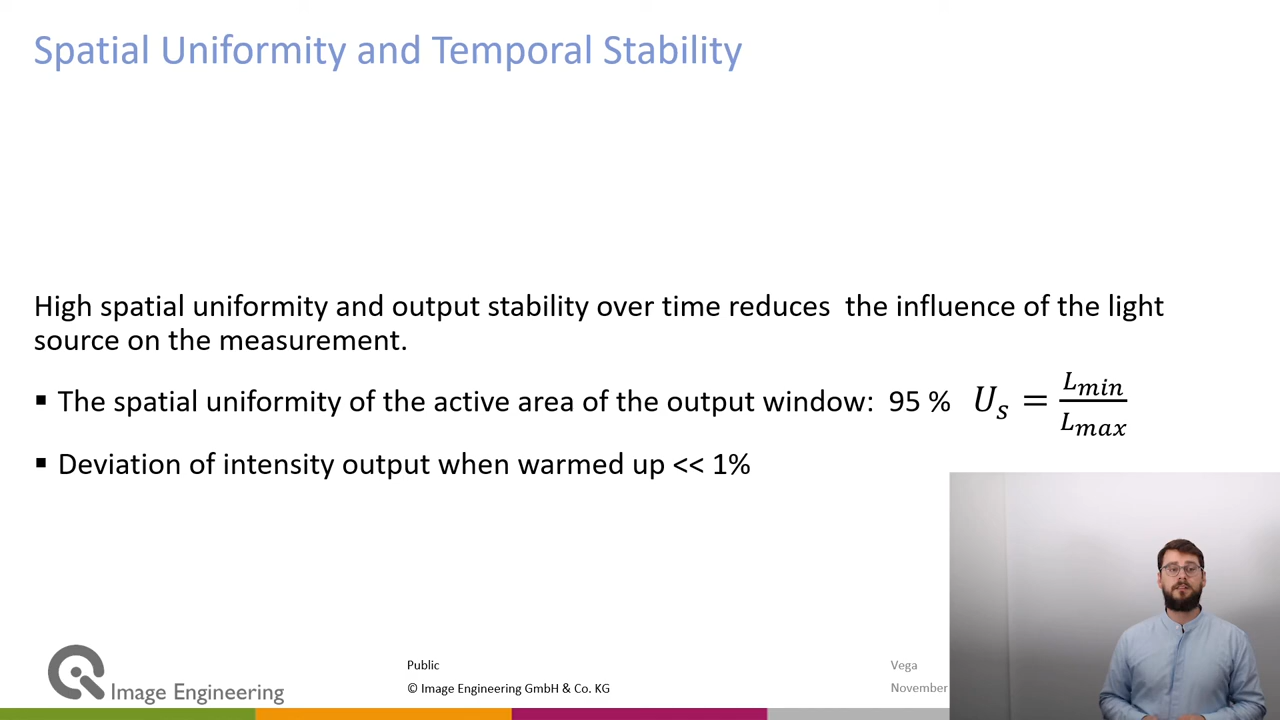 Spatial Uniformity and Temporal Stability
High spatial uniformity and output stability over time reduces  the influence of the light
source on the measurement.
▪ The spatial uniformity of the active area of the output window:  95 %  U_s = L_min / L_max
▪ Deviation of intensity output when warmed up << 1%
Image Engineering
Public
© Image Engineering GmbH & Co. KG
Vega
November